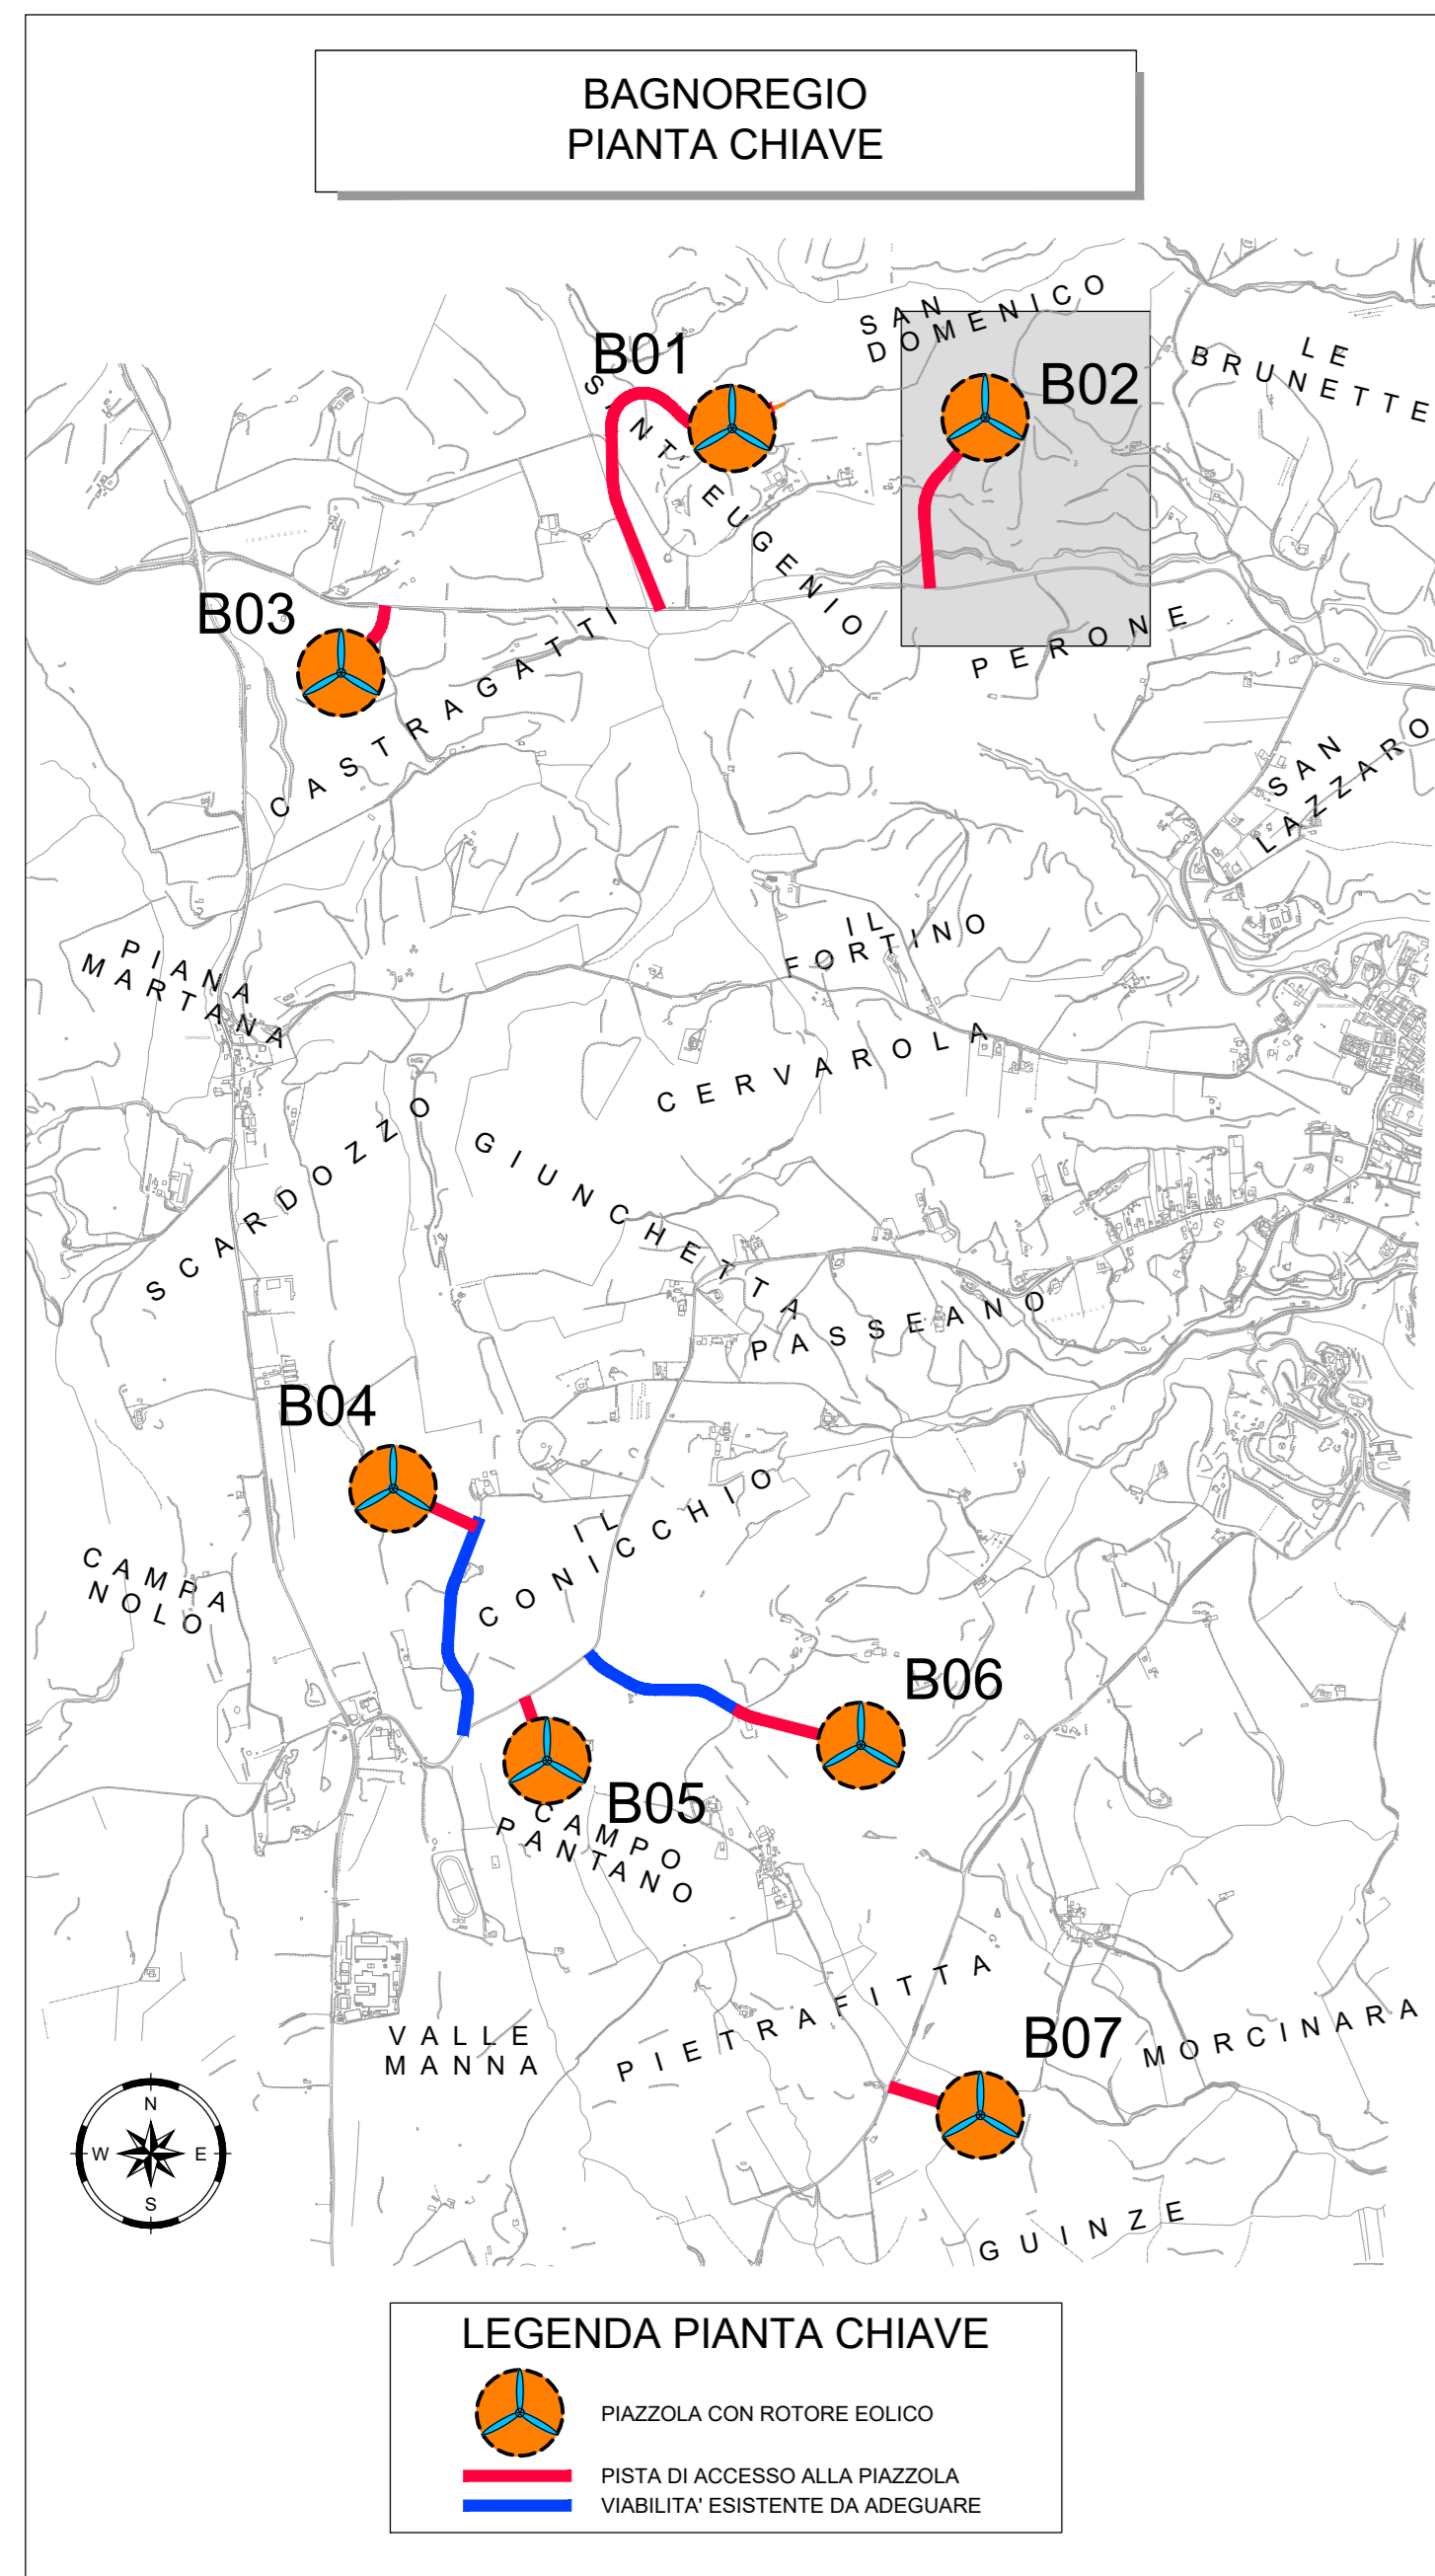 BAGNOREGIO
PIANTA CHIAVE
SAN
DOMENICO
LE
BRUNETTE
B01
B02
SANT' EUGENIO
B03
CASTRAGATTI
PERONE
SAN
LAZZARO
IL
FORTINO
PIANA
MARTANA
CERVAROLA
SCARDOZZO
GIUNCHETTA
PASSEANO
B04
IL
CONICCHIO
CAMPA
NOLO
B06
B05
CAMPO
PANTANO
PIETRAFITTA
VALLE
MANNA
B07
MORCINARA
N
W E
S
GUINZE
LEGENDA PIANTA CHIAVE
PIAZZOLA CON ROTORE EOLICO
PISTA DI ACCESSO ALLA PIAZZOLA
VIABILITA' ESISTENTE DA ADEGUARE